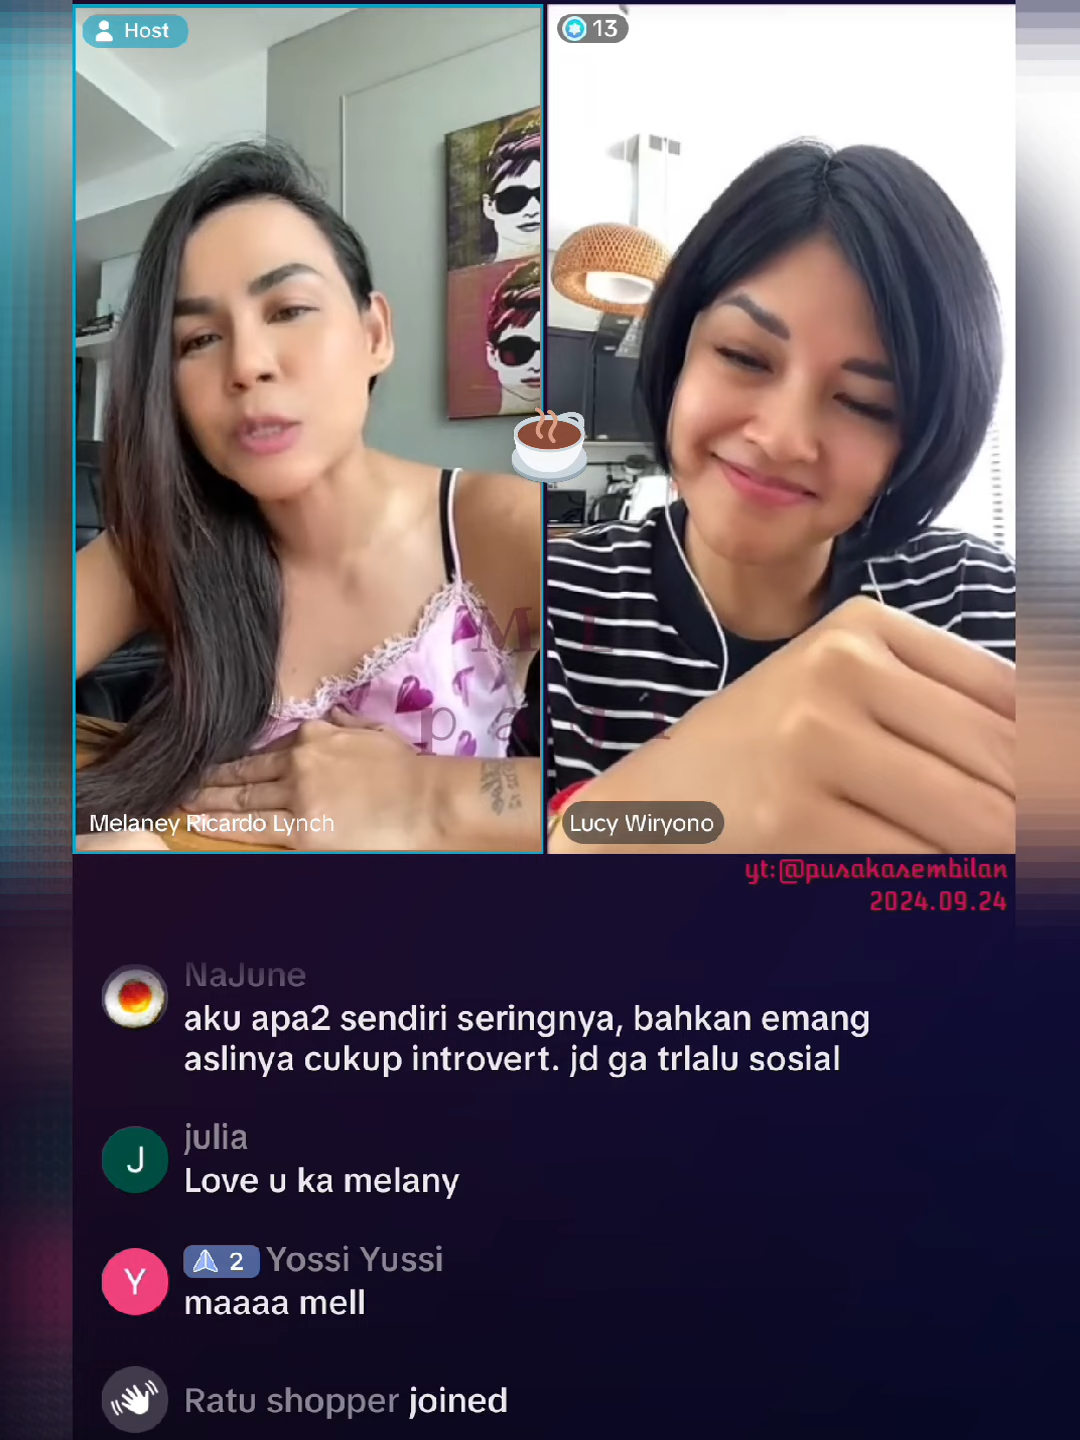 Host
13
Melaney Ricardo Lynch
Lucy Wiryono
M L
p a g i
yt:@pusakasembilan
2024.09.24
NaJune
aku apa2 sendiri seringnya, bahkan emang
aslinya cukup introvert. jd ga trlalu sosial
J
julia
Love u ka melany
Y
2 Yossi Yussi
maaaa mell
Ratu shopper joined